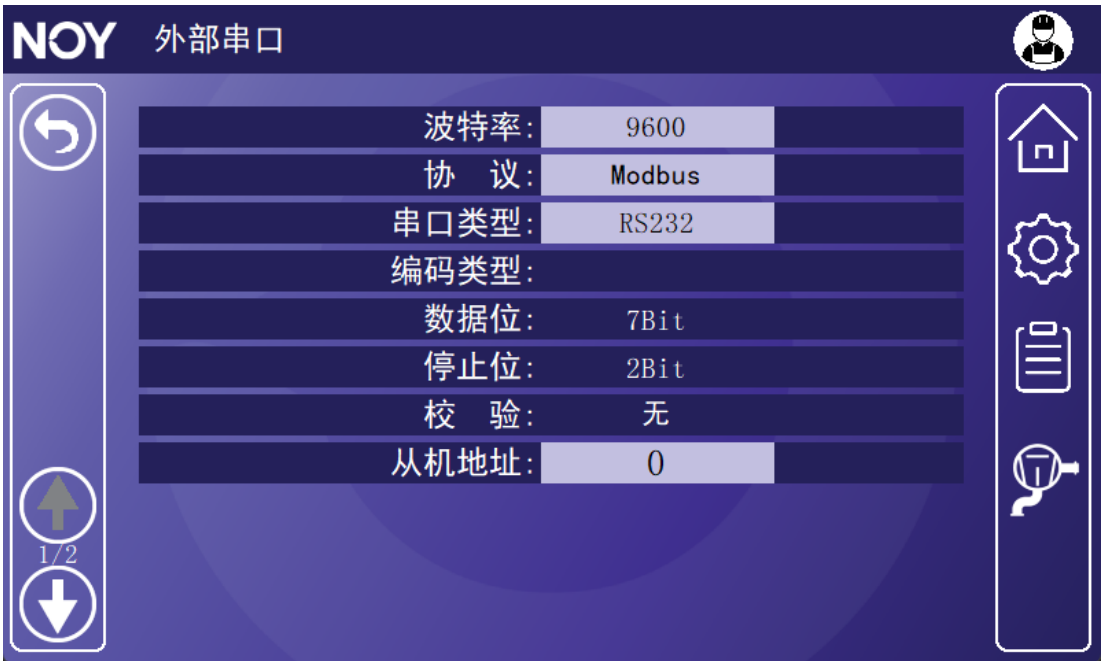 NOY 外部串口
波特率: 9600
协 议: Modbus
串口类型: RS232
编码类型:
数据位: 7Bit
停止位: 2Bit
校 验: 无
从机地址: 0
1/2